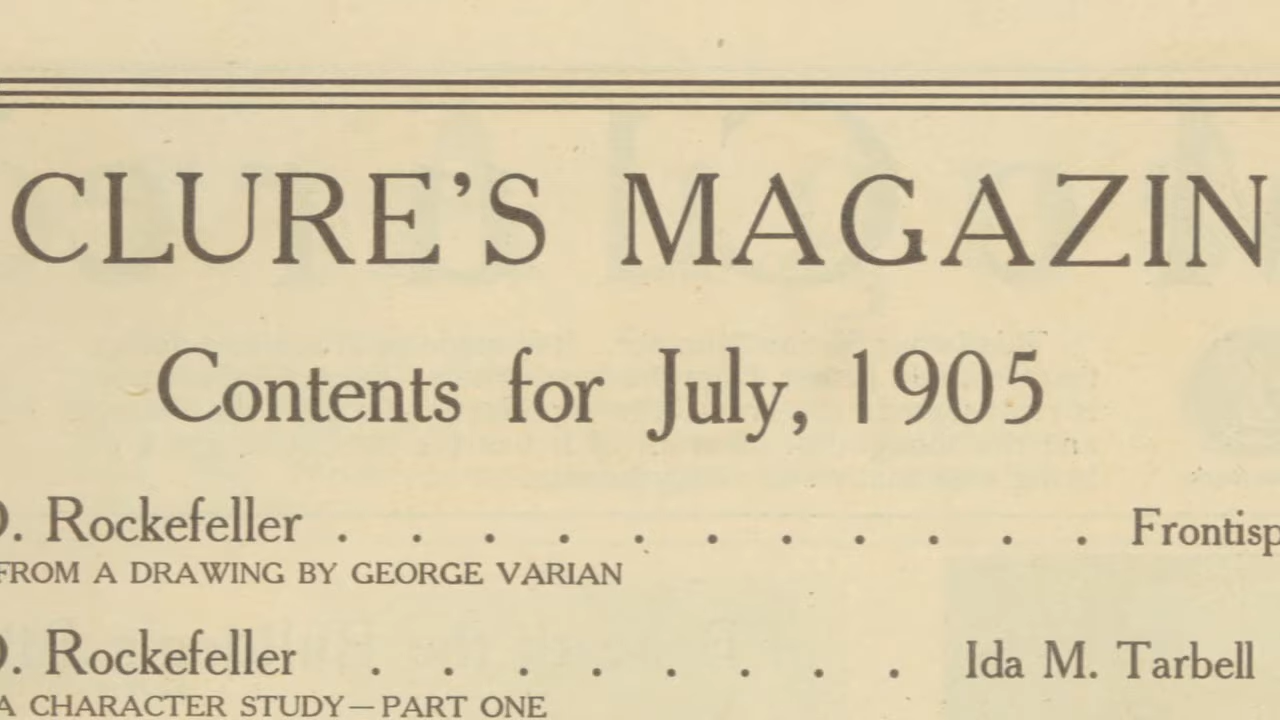 CLURE'S MAGAZIN
Contents for July, 1905
D. Rockefeller . . . . . . . . . . . Frontisp
FROM A DRAWING BY GEORGE VARIAN
D. Rockefeller . . . . . . . . Ida M. Tarbell
A CHARACTER STUDY—PART ONE